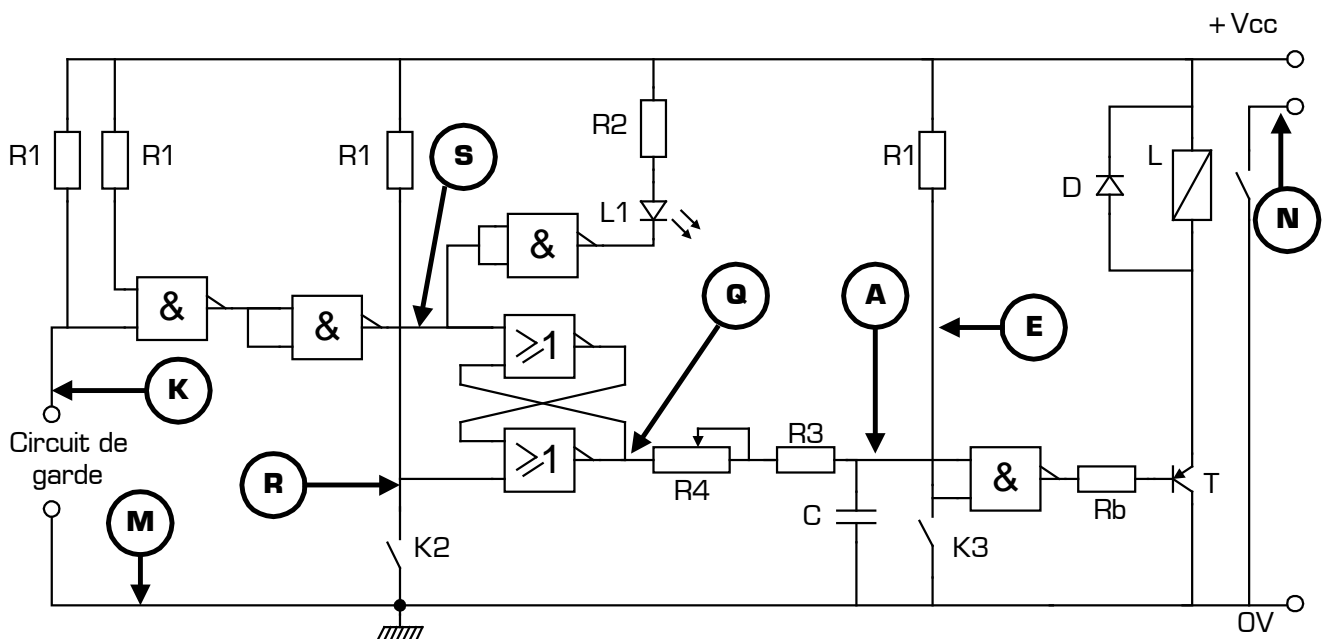 + Vcc
R1
R1
R1
S
R2
R1
L
D
N
L1
&
&
&
Q
A
E
≥1
K
Circuit de
garde
≥1
R3
R4
&
R
M
C
Rb
T
K2
K3
0V